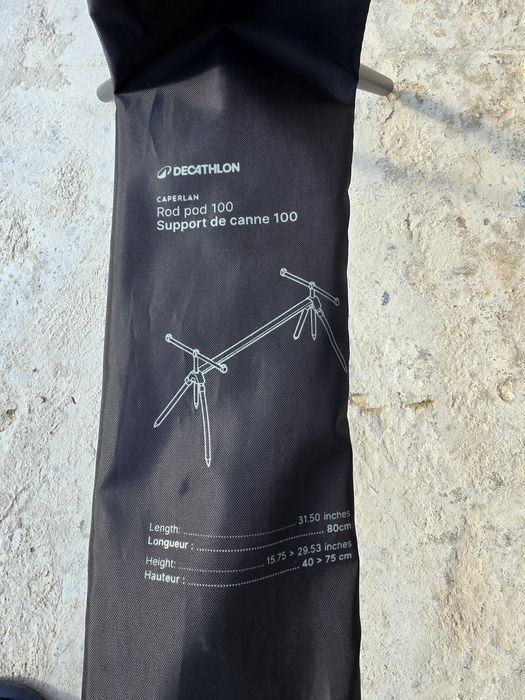 DECATHLON
CAPERLAN
Rod pod 100
Support de canne 100
Length: ........................ 31.50 inches
Longueur : ........................ 80cm
Height: ........................ 15.75 > 29.53 inches
Hauteur : ........................ 40 > 75 cm